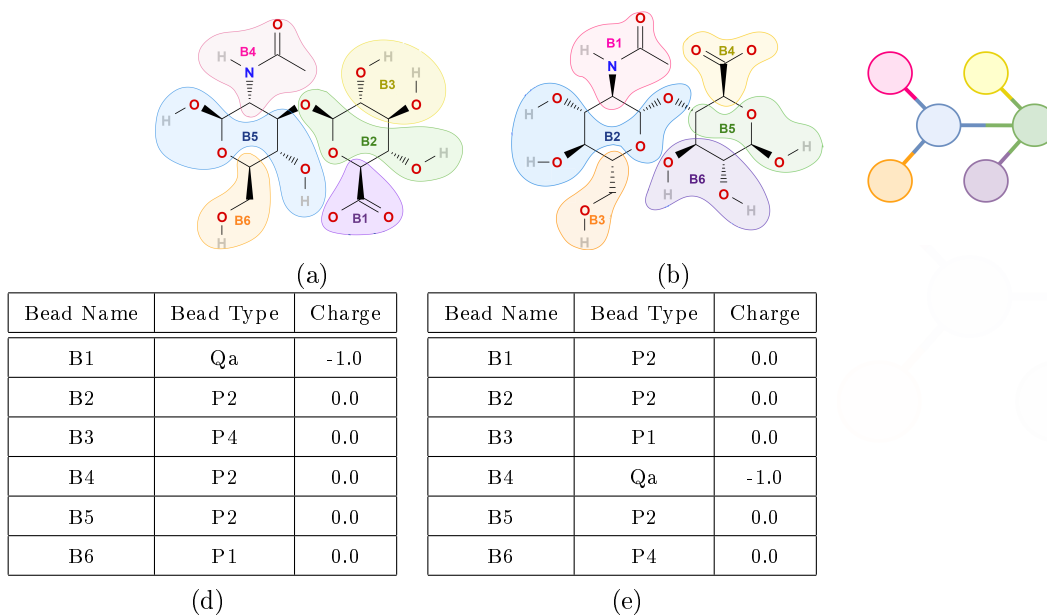 O
H
B4
H
N
O
H
H
B3
H
O
O
O
B5
B2
O
O
O
H
O
H
O
H
B6
O
B1
O
H
(a)
O
H
B1
N
B4
O
O
H
O
O
O
B2
B5
H
O
O
O
H
B6
O
H
O
H
O
B3
H
(b)
Bead Name Bead Type Charge
B1 Qa -1.0
B2 P2 0.0
B3 P4 0.0
B4 P2 0.0
B5 P2 0.0
B6 P1 0.0
(d)
Bead Name Bead Type Charge
B1 P2 0.0
B2 P2 0.0
B3 P1 0.0
B4 Qa -1.0
B5 P2 0.0
B6 P4 0.0
(e)